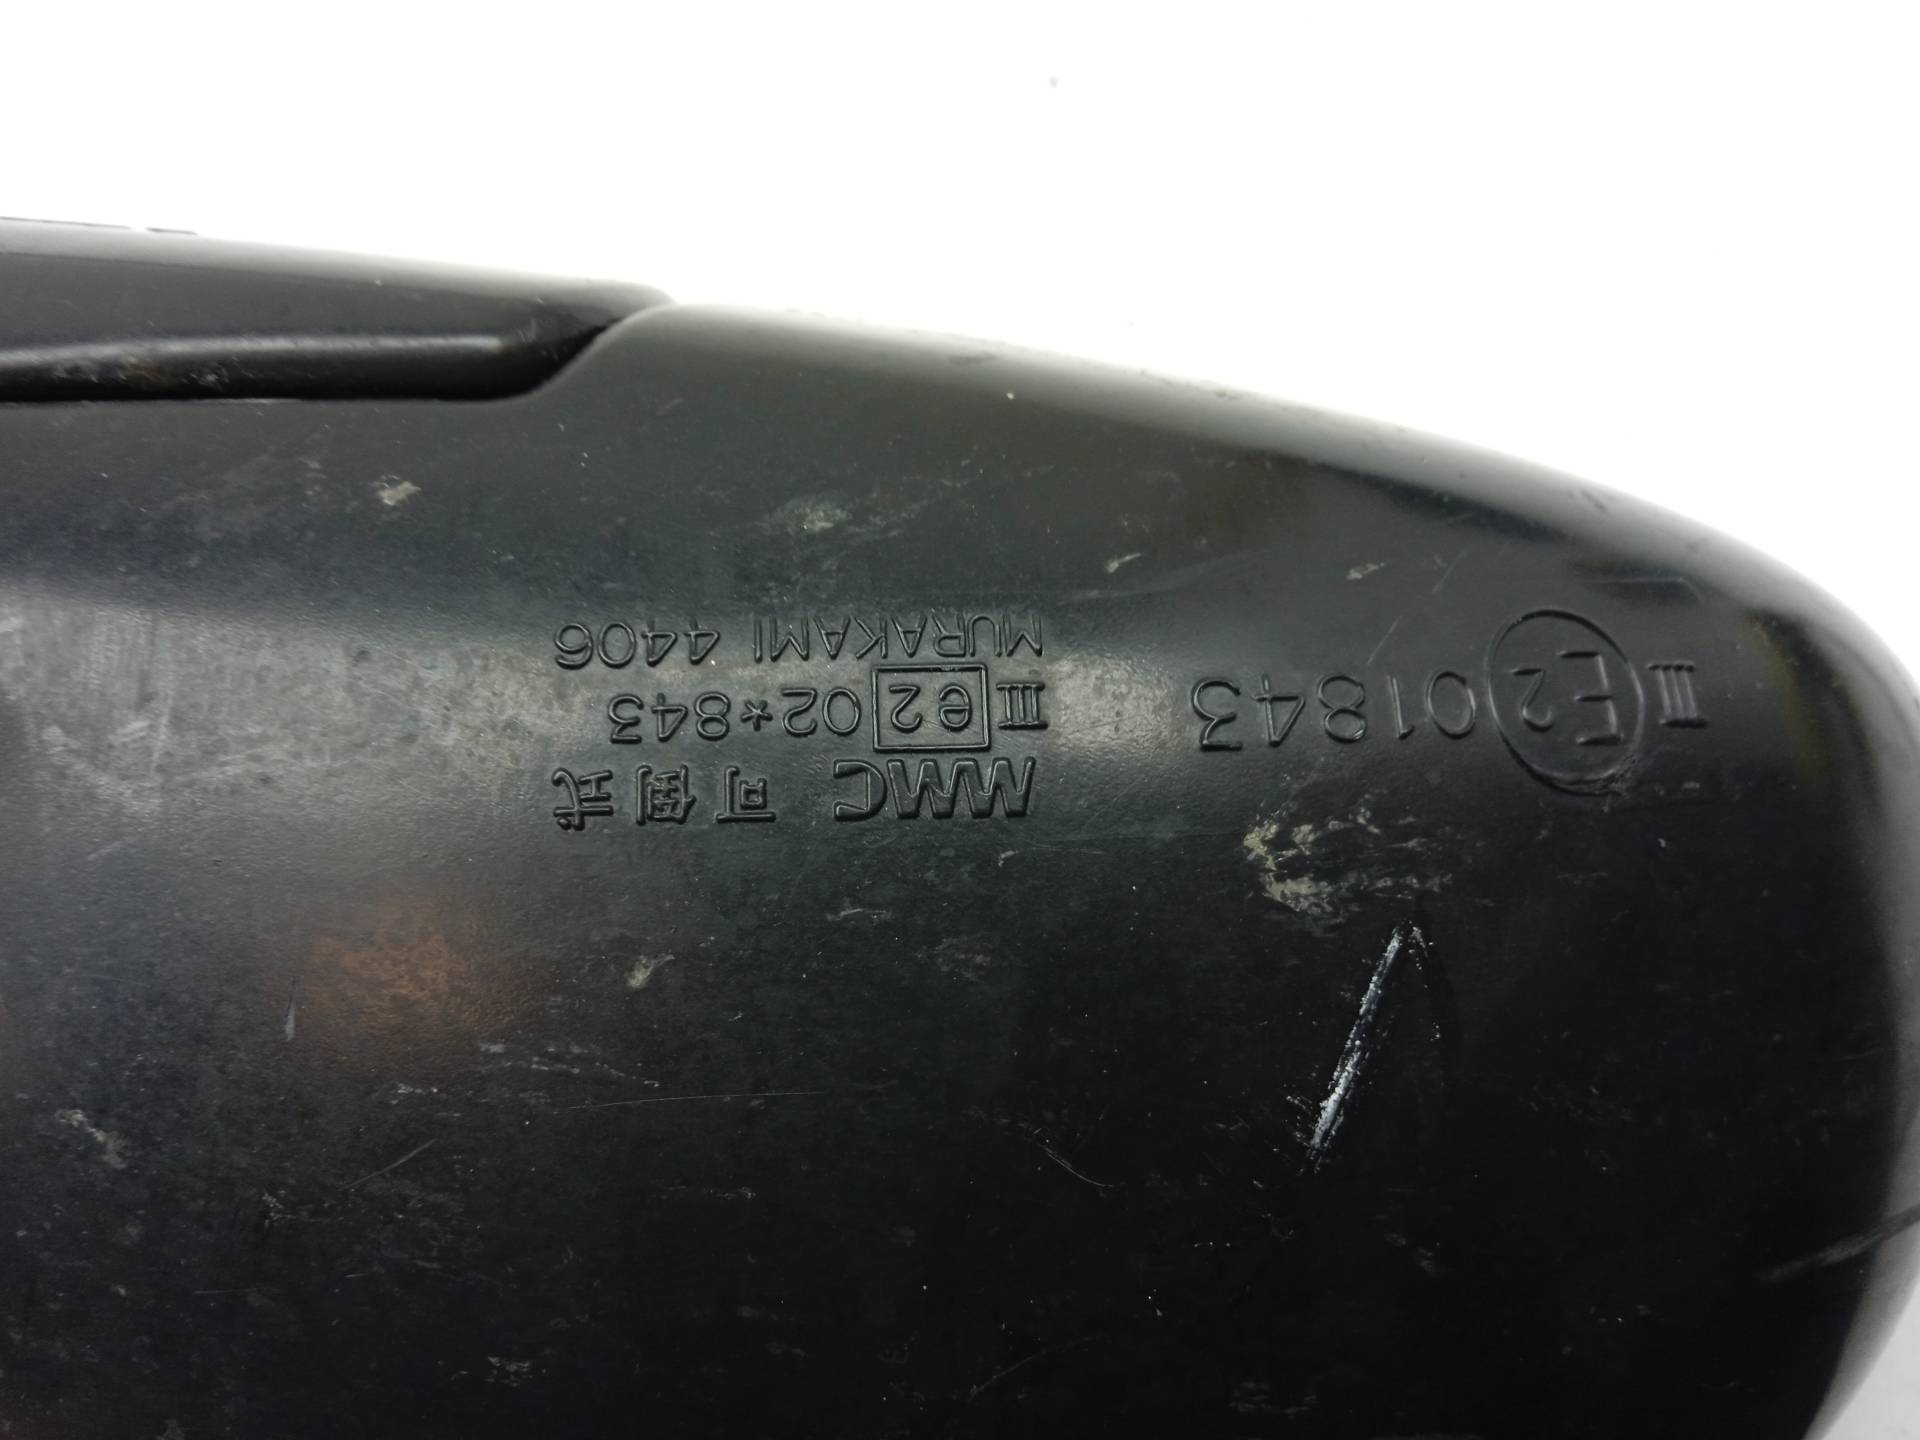 III E2 01843
MMC 可倒式
III e2 02*843
MURAKAMI 4406